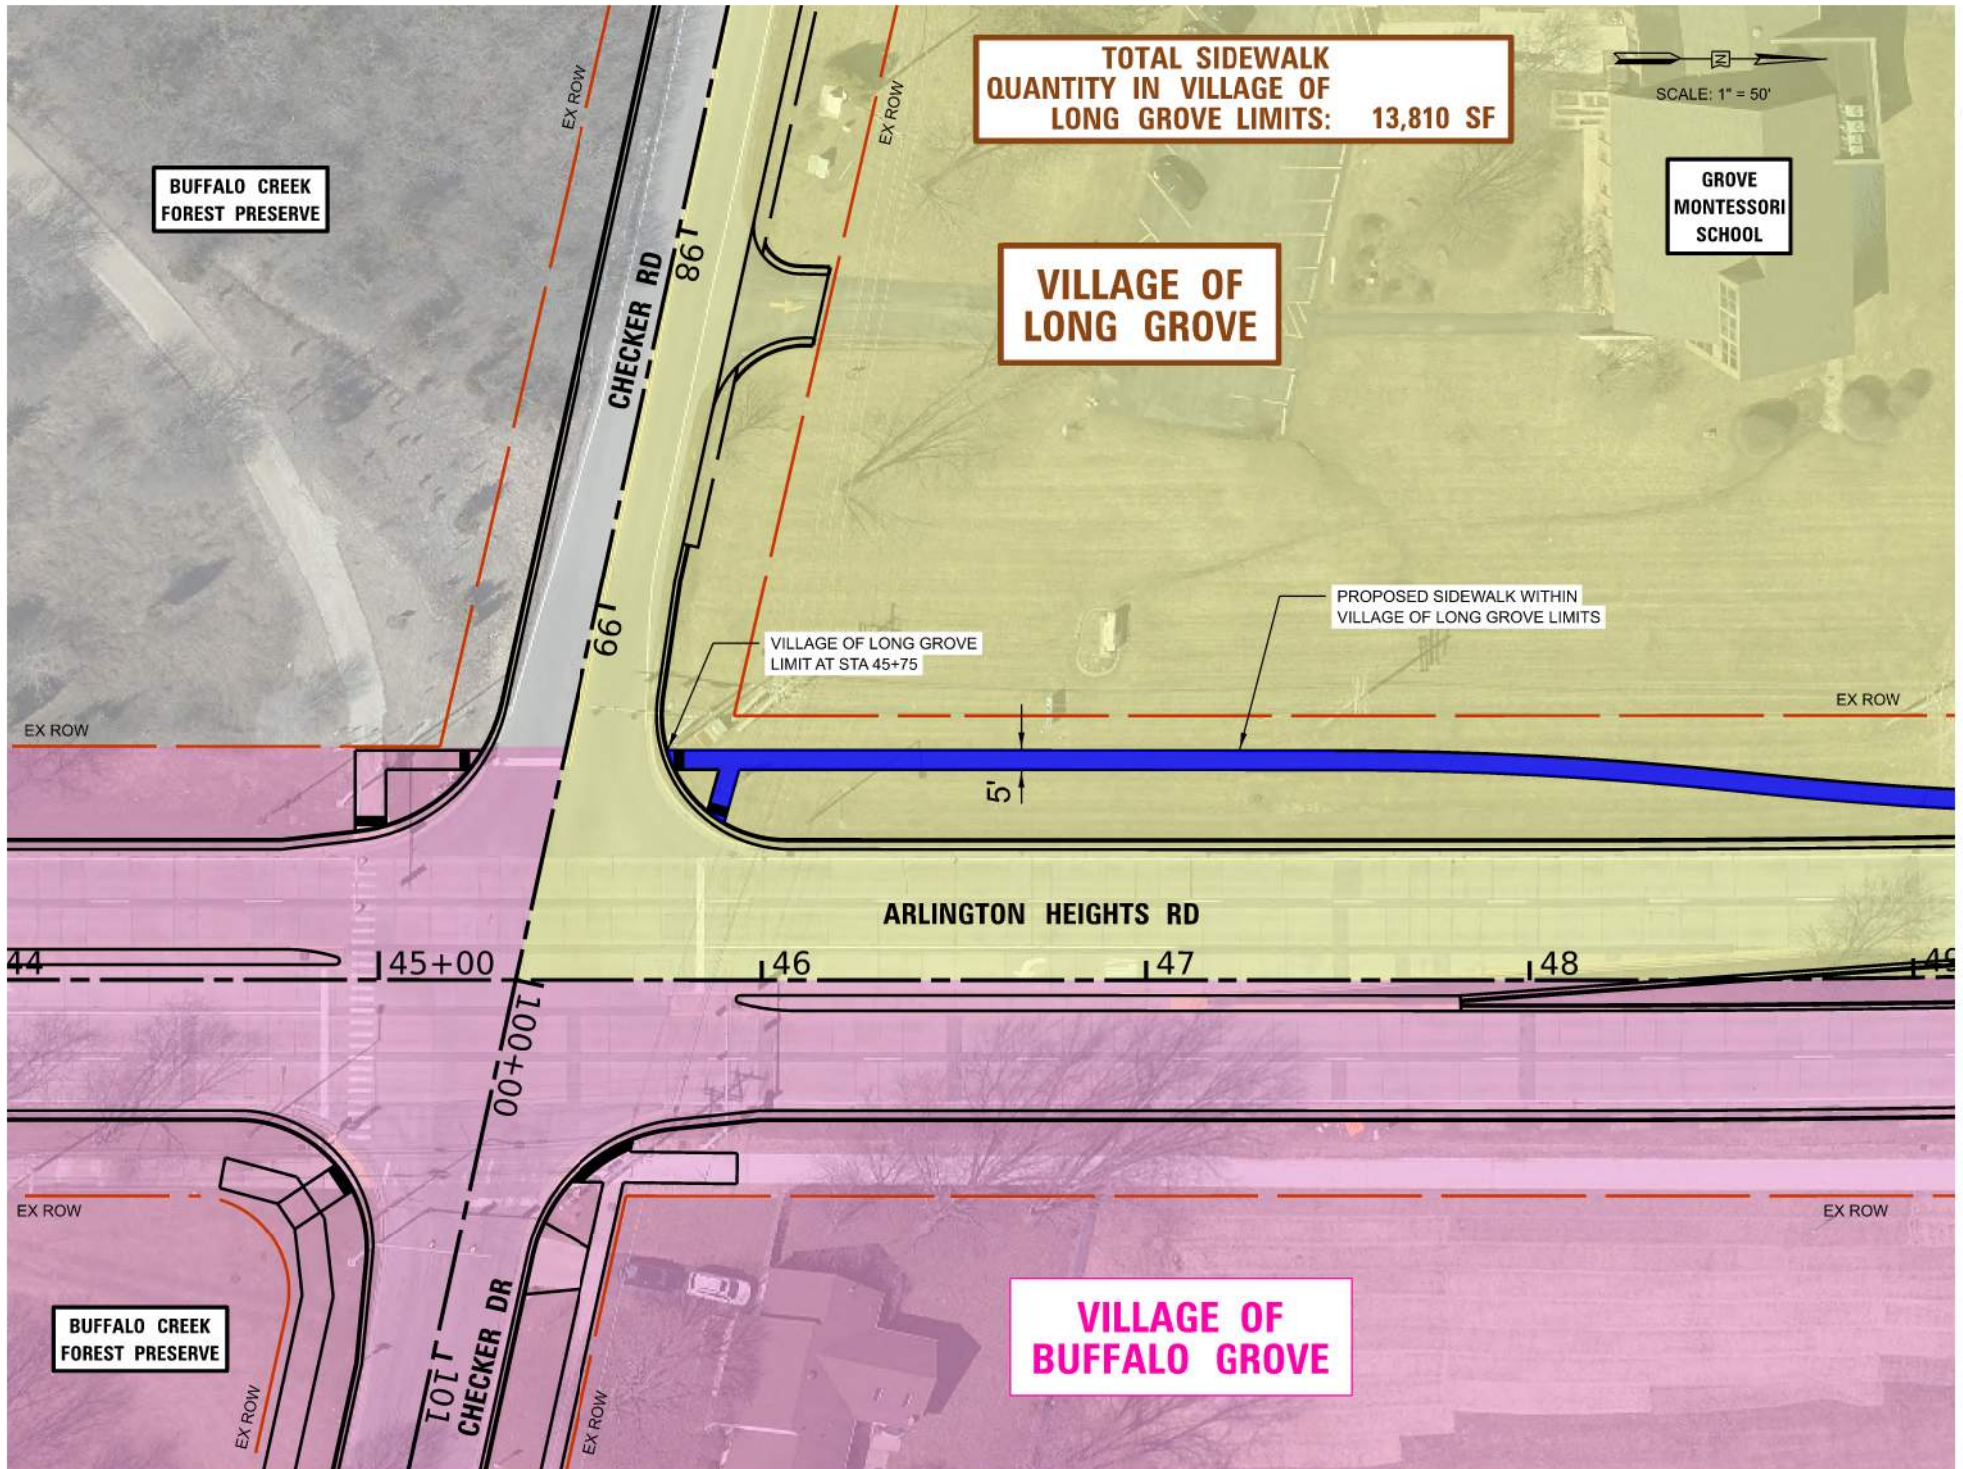 TOTAL SIDEWALK
QUANTITY IN VILLAGE OF
LONG GROVE LIMITS: 13,810 SF
N
SCALE: 1" = 50'
EX ROW
EX ROW
BUFFALO CREEK
FOREST PRESERVE
GROVE
MONTESSORI
SCHOOL
CHECKER RD
98
VILLAGE OF
LONG GROVE
99
PROPOSED SIDEWALK WITHIN
VILLAGE OF LONG GROVE LIMITS
VILLAGE OF LONG GROVE
LIMIT AT STA 45+75
EX ROW
EX ROW
5'
ARLINGTON HEIGHTS RD
44
45+00
46
47
48
49
100+00
EX ROW
EX ROW
BUFFALO CREEK
FOREST PRESERVE
CHECKER DR
101
VILLAGE OF
BUFFALO GROVE
EX ROW
EX ROW